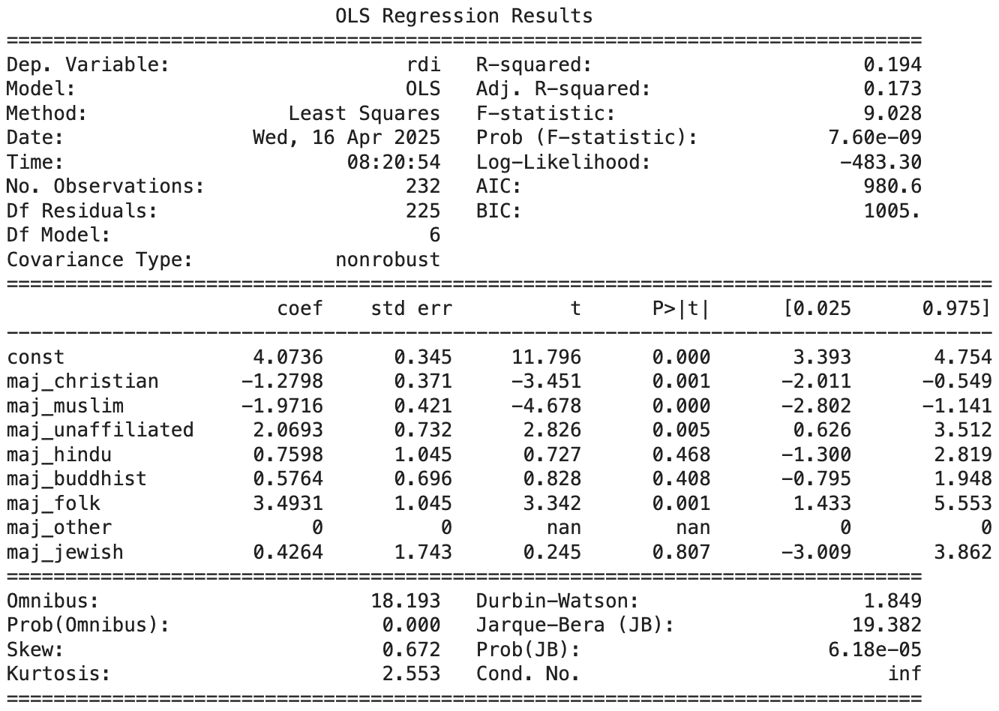 OLS Regression Results
==============================================================================
Dep. Variable:                    rdi   R-squared:                       0.194
Model:                            OLS   Adj. R-squared:                  0.173
Method:                 Least Squares   F-statistic:                     9.028
Date:                Wed, 16 Apr 2025   Prob (F-statistic):           7.60e-09
Time:                        08:20:54   Log-Likelihood:                -483.30
No. Observations:                 232   AIC:                             980.6
Df Residuals:                     225   BIC:                             1005.
Df Model:                           6
Covariance Type:            nonrobust
====================================================================================
                       coef    std err          t      P>|t|      [0.025      0.975]
------------------------------------------------------------------------------------
const                4.0736      0.345     11.796      0.000       3.393       4.754
maj_christian       -1.2798      0.371     -3.451      0.001      -2.011      -0.549
maj_muslim          -1.9716      0.421     -4.678      0.000      -2.802      -1.141
maj_unaffiliated     2.0693      0.732      2.826      0.005       0.626       3.512
maj_hindu            0.7598      1.045      0.727      0.468      -1.300       2.819
maj_buddhist         0.5764      0.696      0.828      0.408      -0.795       1.948
maj_folk             3.4931      1.045      3.342      0.001       1.433       5.553
maj_other                 0          0        nan        nan           0           0
maj_jewish           0.4264      1.743      0.245      0.807      -3.009       3.862
==============================================================================
Omnibus:                       18.193   Durbin-Watson:                   1.849
Prob(Omnibus):                  0.000   Jarque-Bera (JB):               19.382
Skew:                           0.672   Prob(JB):                     6.18e-05
Kurtosis:                       2.553   Cond. No.                          inf
==============================================================================